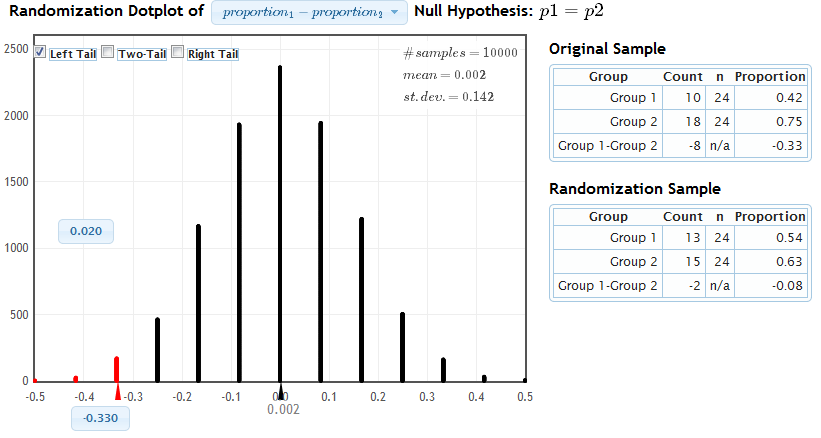 Randomization Dotplot of proportion₁ − proportion₂ ▾ Null Hypothesis: p1 = p2
Left Tail Two-Tail Right Tail
# samples = 10000
mean = 0.002
st.dev. = 0.142
2500
2000
1500
1000
500
0
0.020
-0.5 -0.4 -0.3 -0.2 -0.1 0.0 0.1 0.2 0.3 0.4 0.5
0.002
-0.330
Original Sample
Group Count n Proportion
Group 1 10 24 0.42
Group 2 18 24 0.75
Group 1-Group 2 -8 n/a -0.33
Randomization Sample
Group Count n Proportion
Group 1 13 24 0.54
Group 2 15 24 0.63
Group 1-Group 2 -2 n/a -0.08